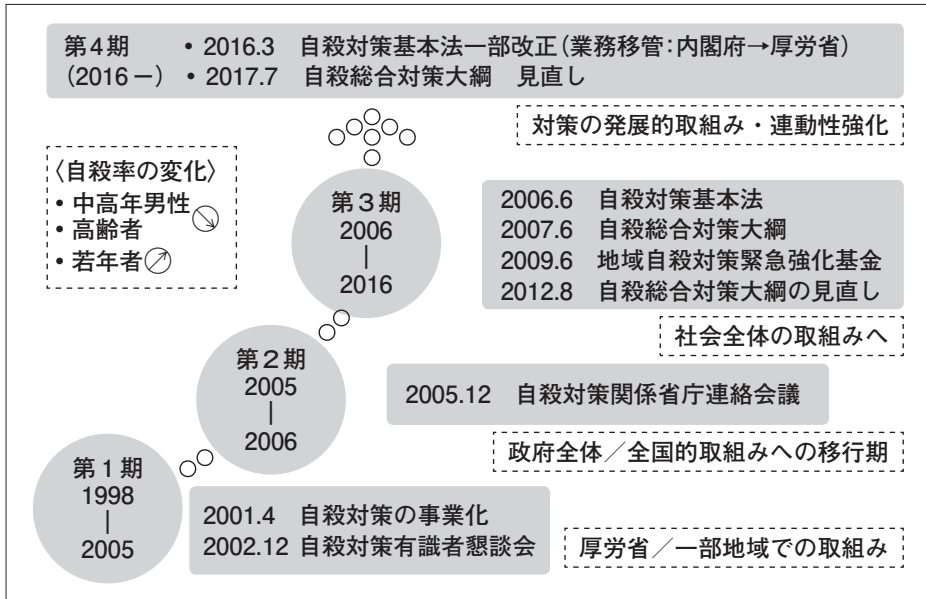 第4期 • 2016.3 自殺対策基本法一部改正（業務移管：内閣府→厚労省）
（2016－） • 2017.7 自殺総合対策大綱 見直し
対策の発展的取組み・連動性強化
〈自殺率の変化〉
• 中高年男性
• 高齢者
• 若年者
第3期
2006
|
2016
2006.6 自殺対策基本法
2007.6 自殺総合対策大綱
2009.6 地域自殺対策緊急強化基金
2012.8 自殺総合対策大綱の見直し
社会全体の取組みへ
第2期
2005
|
2006
2005.12 自殺対策関係省庁連絡会議
政府全体／全国的取組みへの移行期
第1期
1998
|
2005
2001.4 自殺対策の事業化
2002.12 自殺対策有識者懇談会
厚労省／一部地域での取組み